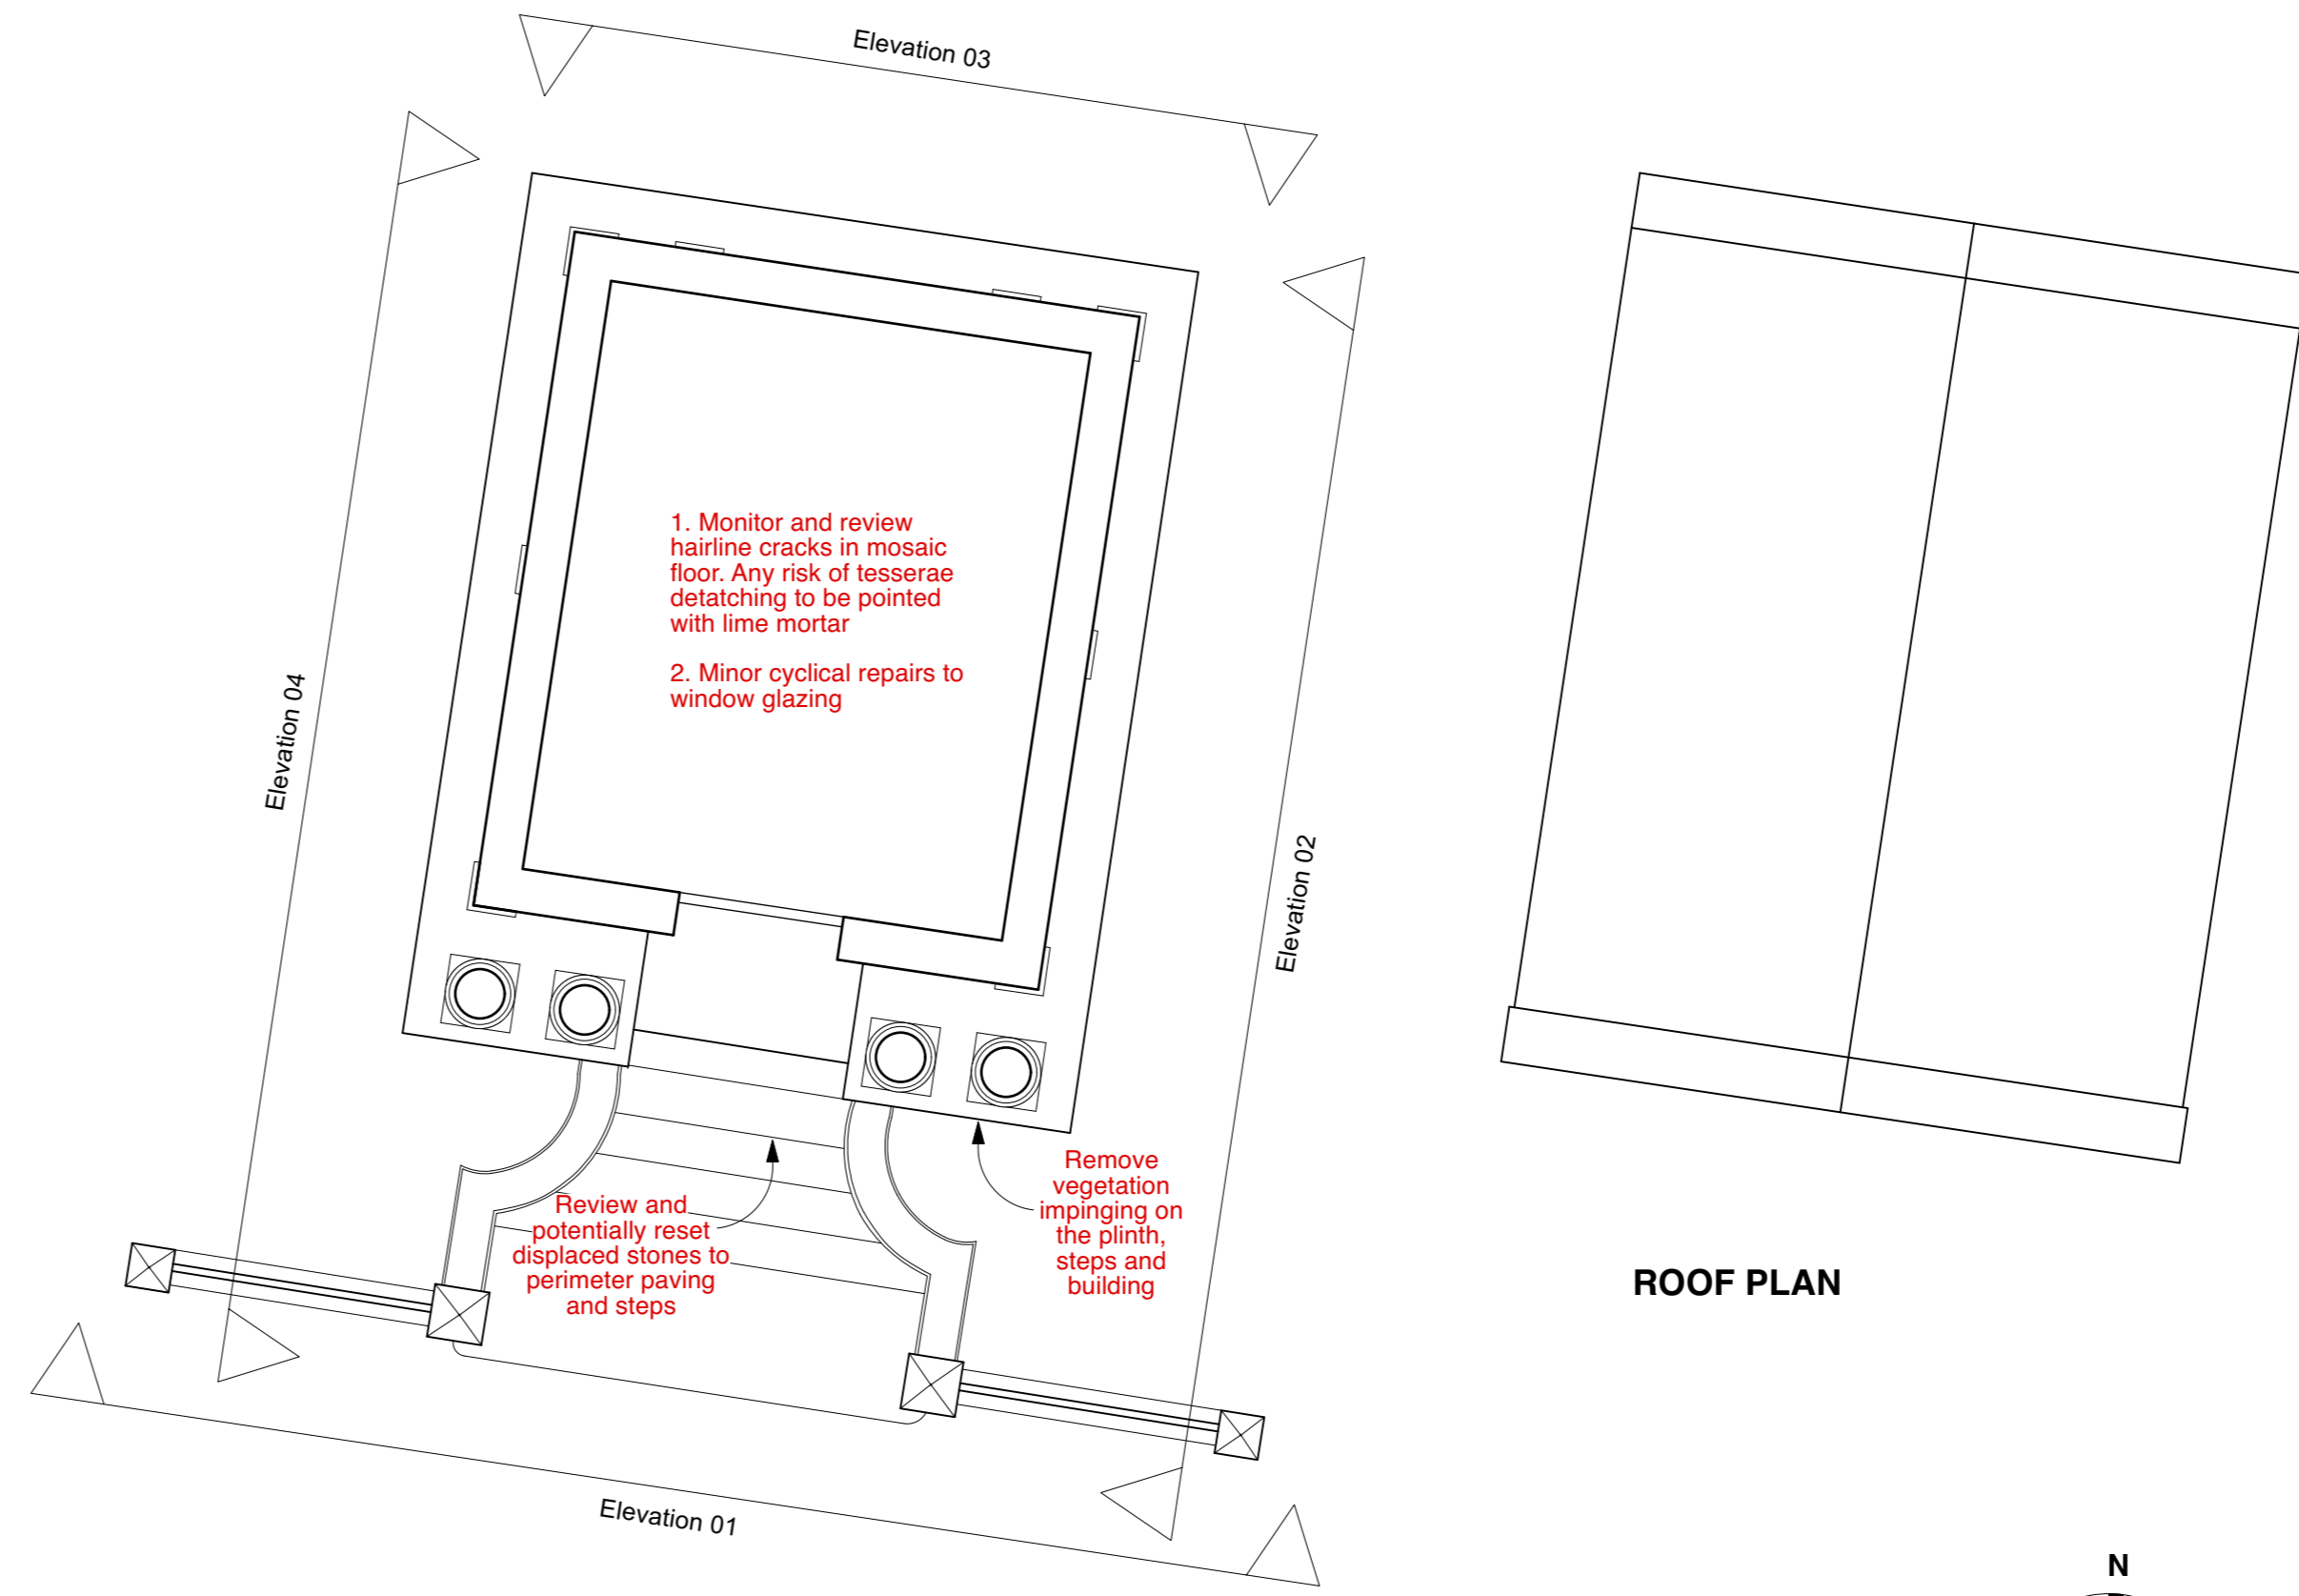 Elevation 03
1. Monitor and review
hairline cracks in mosaic
floor. Any risk of tesserae
detatching to be pointed
with lime mortar
2. Minor cyclical repairs to
window glazing
Elevation 04
Elevation 02
Review and
potentially reset
displaced stones to
perimeter paving
and steps
Remove
vegetation
impinging on
the plinth,
steps and
building
ROOF PLAN
Elevation 01
N